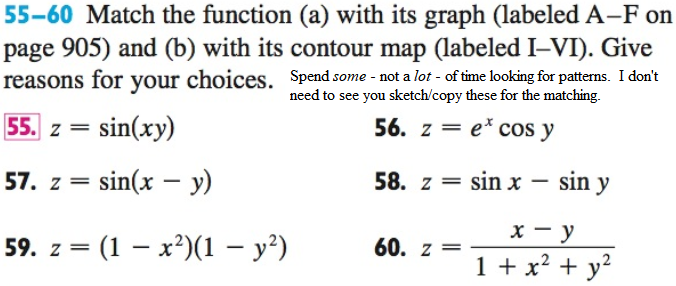 55–60 Match the function (a) with its graph (labeled A–F on
page 905) and (b) with its contour map (labeled I–VI). Give
reasons for your choices. Spend some - not a lot - of time looking for patterns. I don't
need to see you sketch/copy these for the matching.
55. z = sin(xy) 56. z = eˣ cos y
57. z = sin(x − y) 58. z = sin x − sin y
59. z = (1 − x²)(1 − y²) 60. z = (x − y)/(1 + x² + y²)